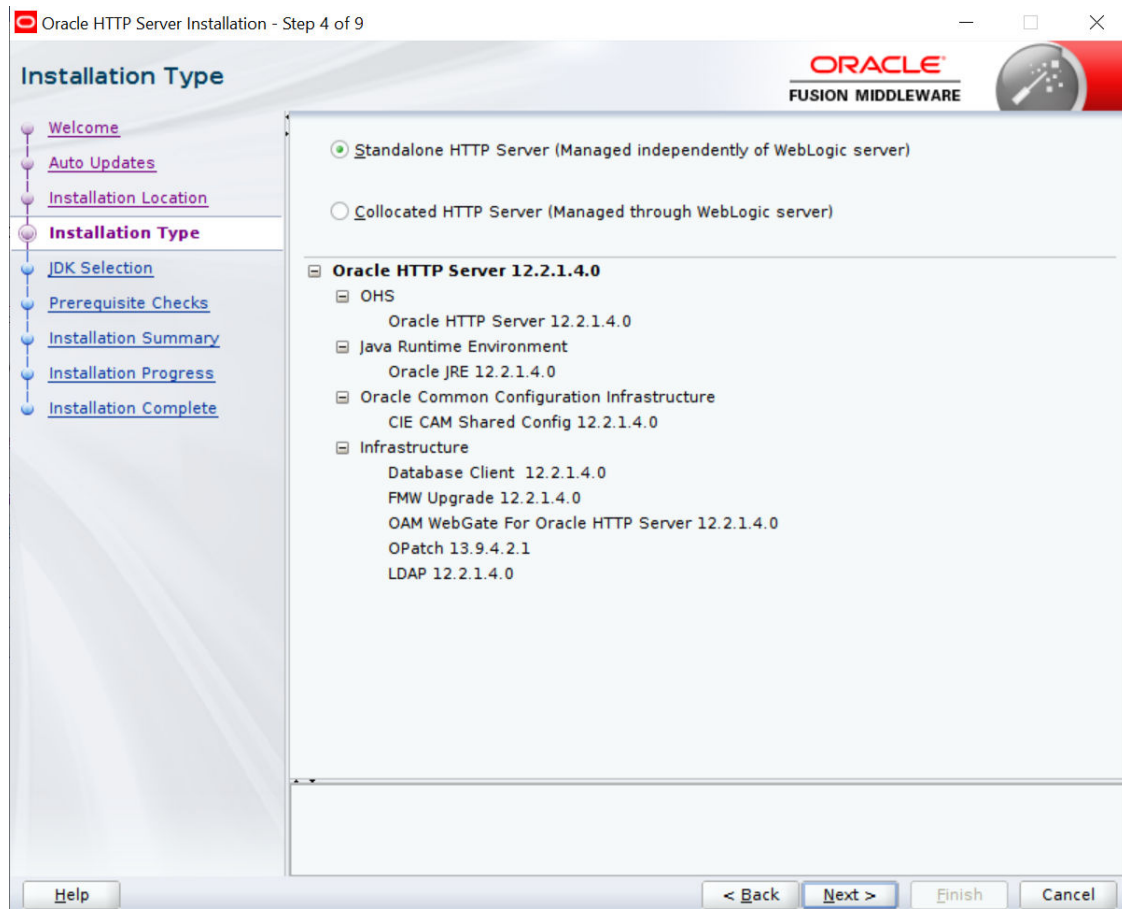 Oracle HTTP Server Installation - Step 4 of 9
Installation Type
ORACLE
FUSION MIDDLEWARE
Welcome
Auto Updates
Installation Location
Installation Type
JDK Selection
Prerequisite Checks
Installation Summary
Installation Progress
Installation Complete
Standalone HTTP Server (Managed independently of WebLogic server)
Collocated HTTP Server (Managed through WebLogic server)
Oracle HTTP Server 12.2.1.4.0
OHS
Oracle HTTP Server 12.2.1.4.0
Java Runtime Environment
Oracle JRE 12.2.1.4.0
Oracle Common Configuration Infrastructure
CIE CAM Shared Config 12.2.1.4.0
Infrastructure
Database Client 12.2.1.4.0
FMW Upgrade 12.2.1.4.0
OAM WebGate For Oracle HTTP Server 12.2.1.4.0
OPatch 13.9.4.2.1
LDAP 12.2.1.4.0
Help
< Back
Next >
Finish
Cancel